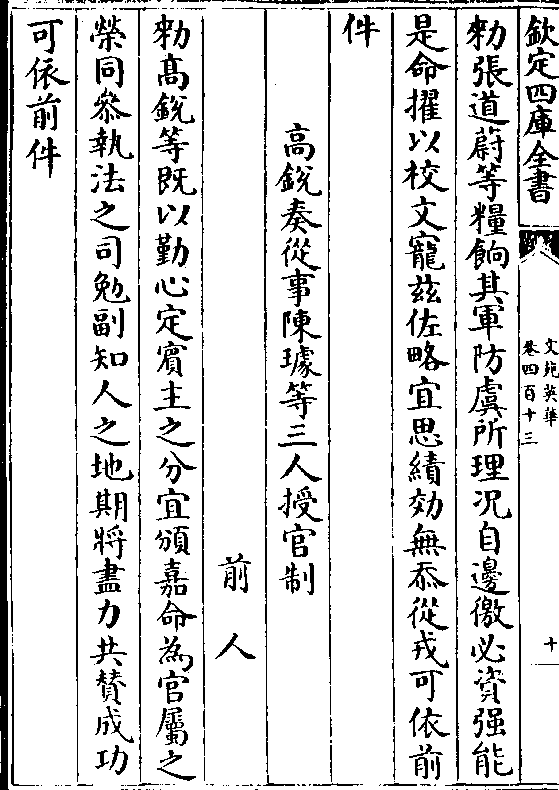 欽定四庫全書
文苑英華
卷四百十三
十
勑張道蔚等糧餉其軍防虞所理况自邊徼必資强能
是命擢以校文寵兹佐略宜思績効無忝從戎可依前
件
高鋭奏從事陳璩等三人授官制
前人
勑高鋭等既以勤心定賓主之分宜頒嘉命為官屬之
榮同叅執法之司勉副知人之地期將盡力共贊成功
可依前件